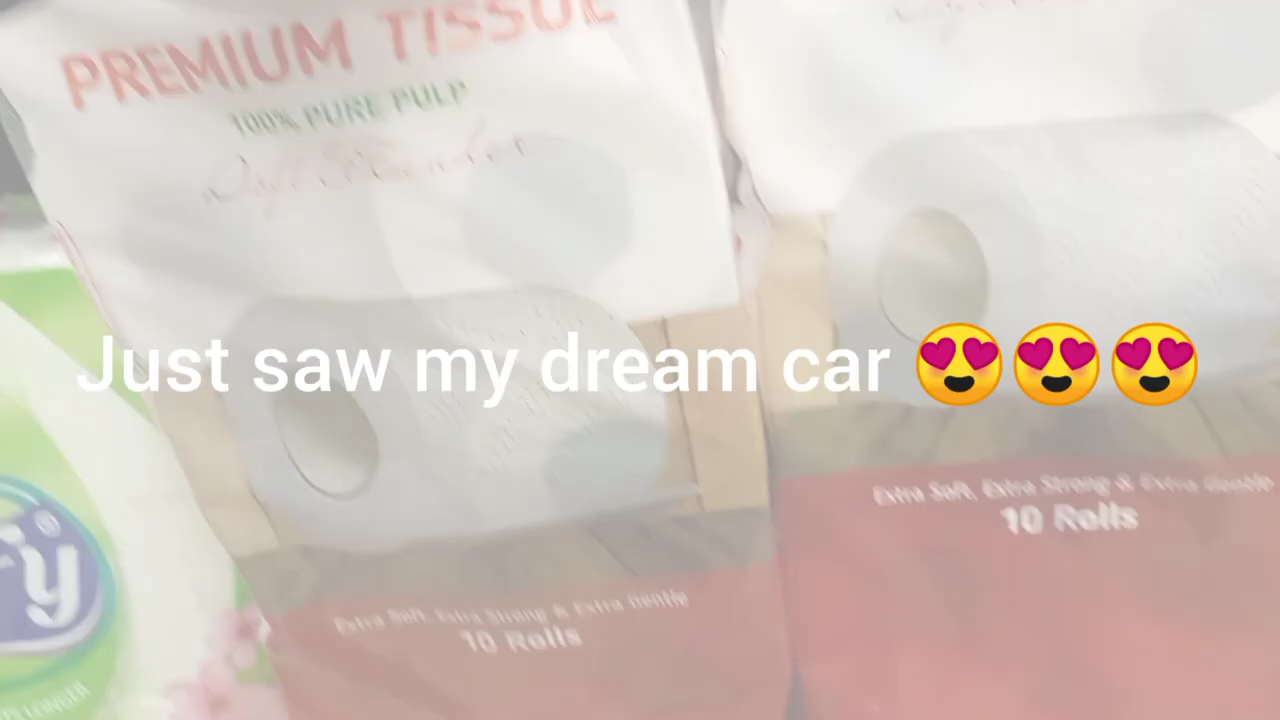 PREMIUM TISSUE
100% PURE PULP
Just saw my dream car 😍😍😍
Extra Soft, Extra Strong & Extra Gentle
10 Rolls
Extra Soft, Extra Strong & Extra Gentle
10 Rolls
y
LONGER